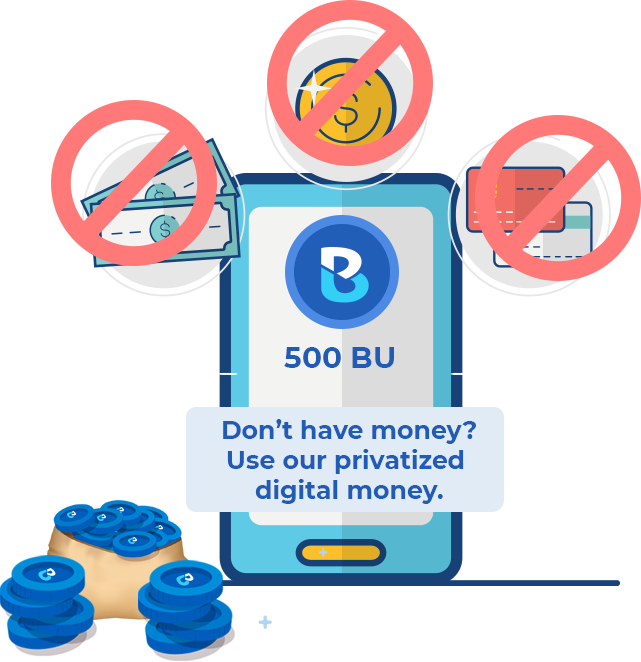 $
$
$
500 BU
Don't have money?
Use our privatized
digital money.